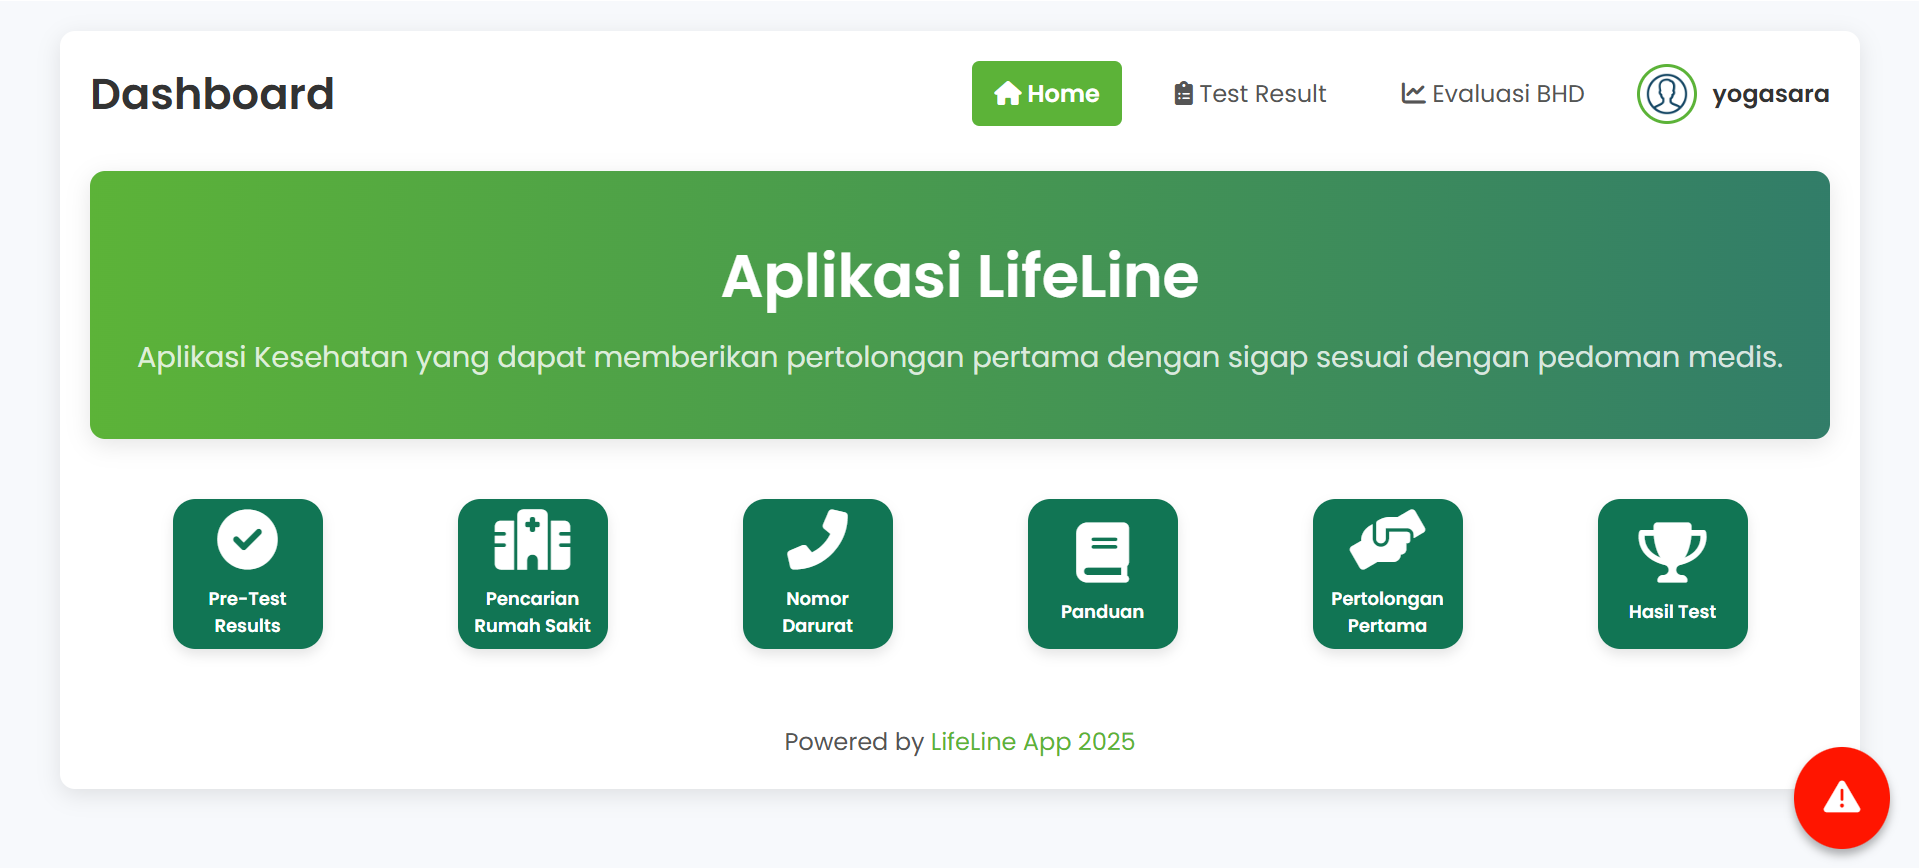 Dashboard
Home
Test Result
Evaluasi BHD
yogasara
Aplikasi LifeLine
Aplikasi Kesehatan yang dapat memberikan pertolongan pertama dengan sigap sesuai dengan pedoman medis.
Pre-Test
Results
Pencarian
Rumah Sakit
Nomor
Darurat
Panduan
Pertolongan
Pertama
Hasil Test
Powered by LifeLine App 2025